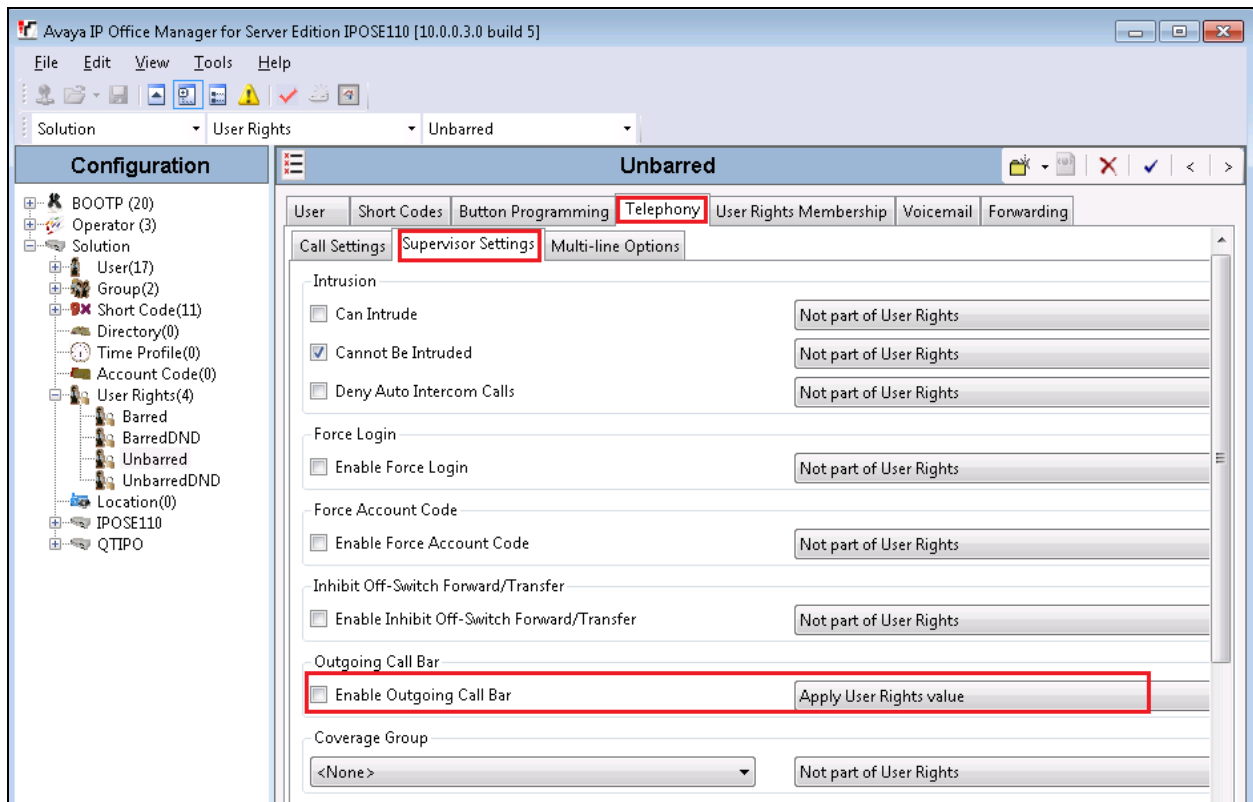 Avaya IP Office Manager for Server Edition IPOSE110 [10.0.0.3.0 build 5]
File Edit View Tools Help
Solution User Rights Unbarred
Configuration
BOOTP (20)
Operator (3)
Solution
User(17)
Group(2)
Short Code(11)
Directory(0)
Time Profile(0)
Account Code(0)
User Rights(4)
Barred
BarredDND
Unbarred
UnbarredDND
Location(0)
IPOSE110
QTIPO
Unbarred
User Short Codes Button Programming Telephony User Rights Membership Voicemail Forwarding
Call Settings Supervisor Settings Multi-line Options
Intrusion
Can Intrude Not part of User Rights
Cannot Be Intruded Not part of User Rights
Deny Auto Intercom Calls Not part of User Rights
Force Login
Enable Force Login Not part of User Rights
Force Account Code
Enable Force Account Code Not part of User Rights
Inhibit Off-Switch Forward/Transfer
Enable Inhibit Off-Switch Forward/Transfer Not part of User Rights
Outgoing Call Bar
Enable Outgoing Call Bar Apply User Rights value
Coverage Group
<None> Not part of User Rights